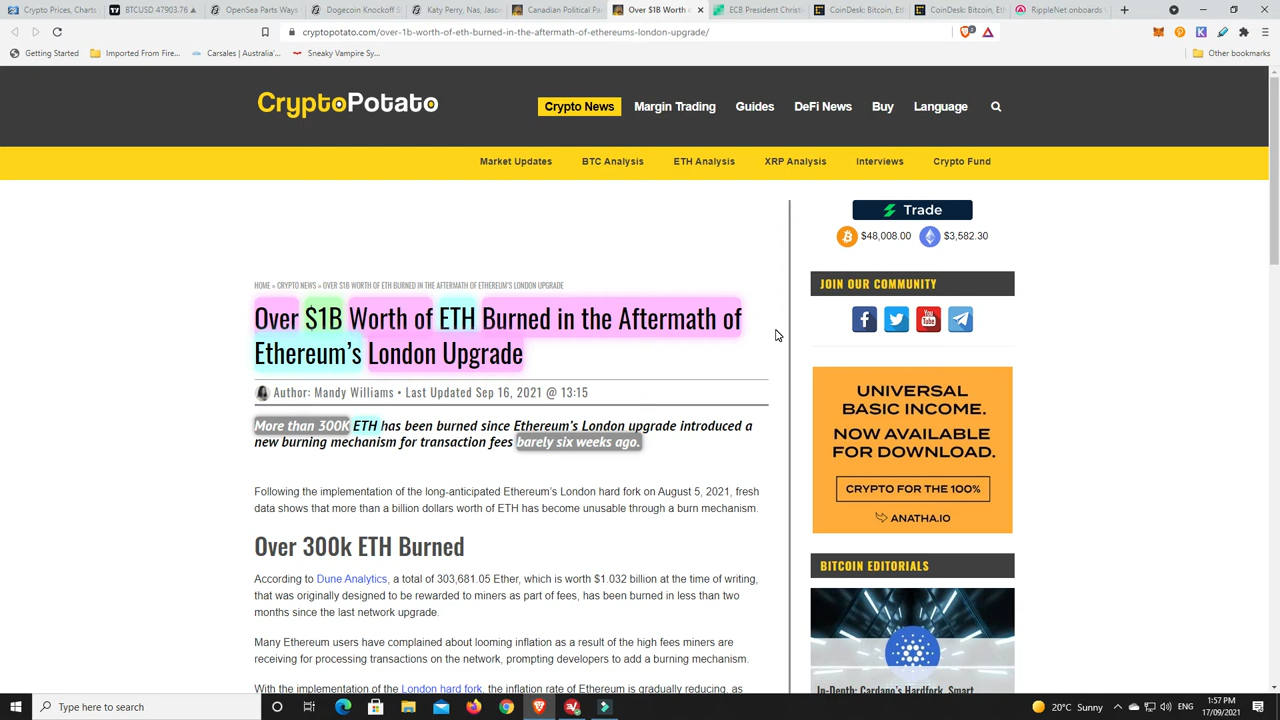 Crypto Prices, Charts
BTCUSD 47903.76
OpenSea Parts Ways
Dogecoin Knockoff S
Katy Perry, Nas, Jason
Canadian Political Pa
Over $1B Worth o
ECB President Christi
CoinDesk: Bitcoin, Eth
CoinDesk: Bitcoin, Eth
RippleNet onboards
cryptopotato.com/over-1b-worth-of-eth-burned-in-the-aftermath-of-ethereums-london-upgrade/
Getting Started
Imported From Fire...
Carsales | Australia'...
Sneaky Vampire Sy...
Other bookmarks
CryptoPotato
Crypto News
Margin Trading
Guides
DeFi News
Buy
Language
Market Updates
BTC Analysis
ETH Analysis
XRP Analysis
Interviews
Crypto Fund
Trade
$48,008.00
$3,582.30
HOME » CRYPTO NEWS » OVER $1B WORTH OF ETH BURNED IN THE AFTERMATH OF ETHEREUM'S LONDON UPGRADE
Over $1B Worth of ETH Burned in the Aftermath of
Ethereum's London Upgrade
Author: Mandy Williams • Last Updated Sep 16, 2021 @ 13:15
More than 300K ETH has been burned since Ethereum's London upgrade introduced a
new burning mechanism for transaction fees barely six weeks ago.
Following the implementation of the long-anticipated Ethereum's London hard fork on August 5, 2021, fresh
data shows that more than a billion dollars worth of ETH has become unusable through a burn mechanism.
Over 300k ETH Burned
According to Dune Analytics, a total of 303,681.05 Ether, which is worth $1.032 billion at the time of writing,
that was originally designed to be rewarded to miners as part of fees, has been burned in less than two
months since the last network upgrade.
Many Ethereum users have complained about looming inflation as a result of the high fees miners are
receiving for processing transactions on the network, prompting developers to add a burning mechanism.
With the implementation of the London hard fork, the inflation rate of Ethereum is gradually reducing, as
JOIN OUR COMMUNITY
You
Tube
UNIVERSAL
BASIC INCOME.
NOW AVAILABLE
FOR DOWNLOAD.
CRYPTO FOR THE 100%
ANATHA.IO
BITCOIN EDITORIALS
In-Depth: Cardano's Hardfork, Smart
Type here to search
20°C Sunny
ENG
1:57 PM
17/09/2021